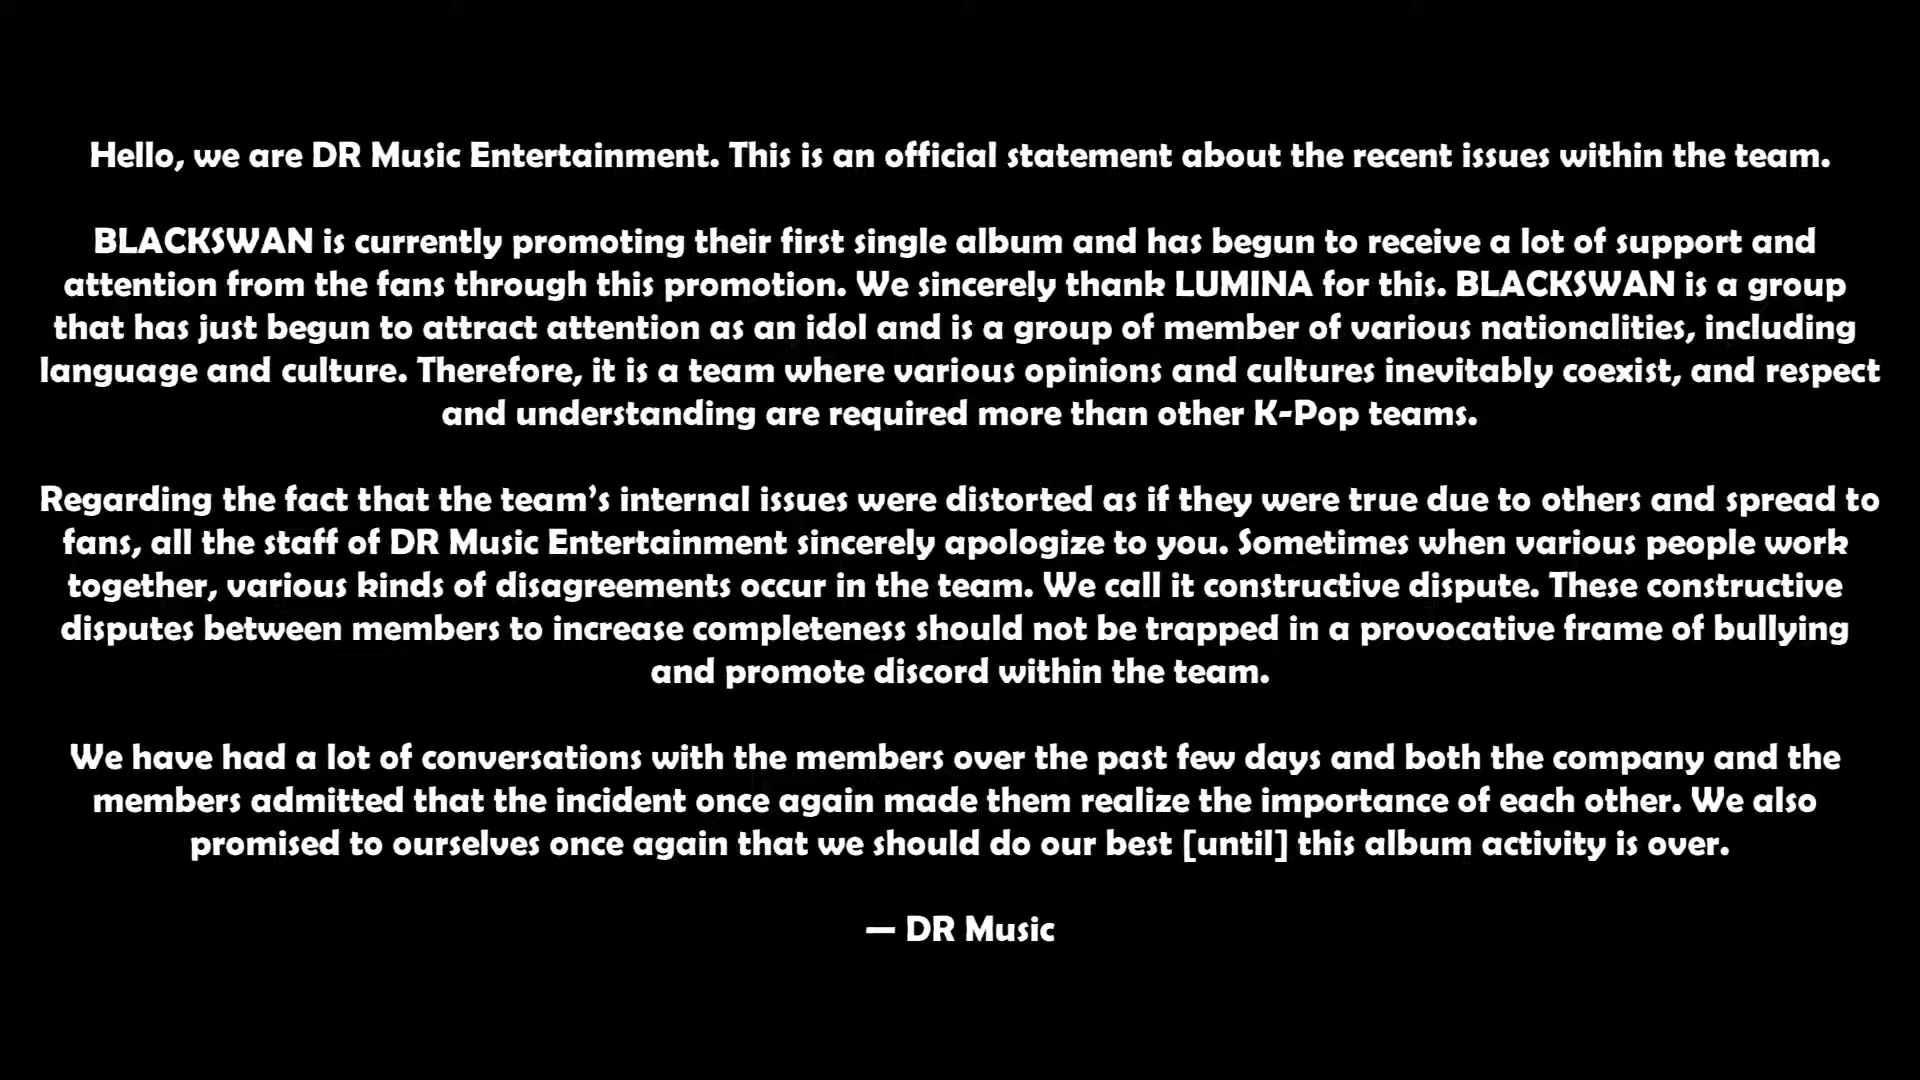 Hello, we are DR Music Entertainment. This is an official statement about the recent issues within the team.
BLACKSWAN is currently promoting their first single album and has begun to receive a lot of support and
attention from the fans through this promotion. We sincerely thank LUMINA for this. BLACKSWAN is a group
that has just begun to attract attention as an idol and is a group of member of various nationalities, including
language and culture. Therefore, it is a team where various opinions and cultures inevitably coexist, and respect
and understanding are required more than other K-Pop teams.
Regarding the fact that the team’s internal issues were distorted as if they were true due to others and spread to
fans, all the staff of DR Music Entertainment sincerely apologize to you. Sometimes when various people work
together, various kinds of disagreements occur in the team. We call it constructive dispute. These constructive
disputes between members to increase completeness should not be trapped in a provocative frame of bullying
and promote discord within the team.
We have had a lot of conversations with the members over the past few days and both the company and the
members admitted that the incident once again made them realize the importance of each other. We also
promised to ourselves once again that we should do our best [until] this album activity is over.
— DR Music